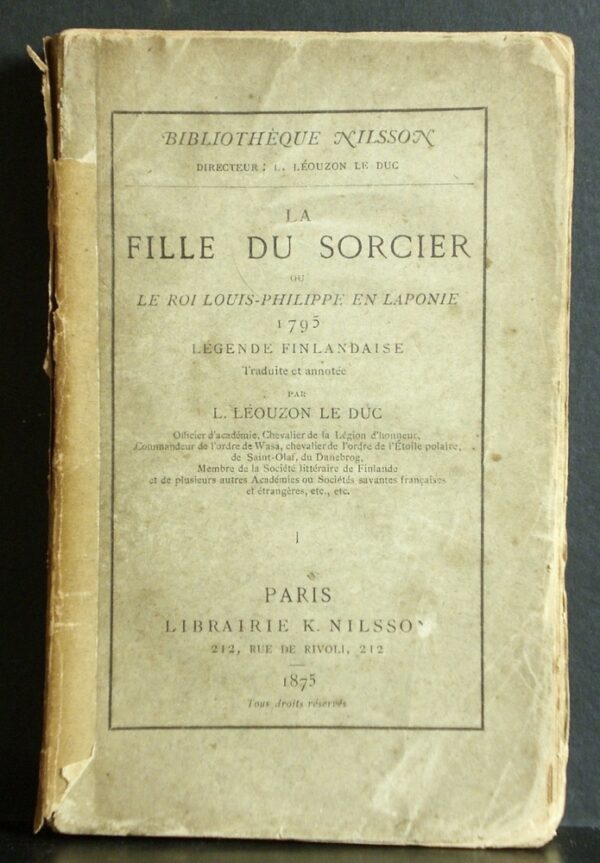 BIBLIOTHÈQUE NILSSON
DIRECTEUR: L. LÉOUZON LE DUC
LA
FILLE DU SORCIER
OU
LE ROI LOUIS-PHILIPPE EN LAPONIE
1795
LÉGENDE FINLANDAISE
Traduite et annotée
PAR
L. LÉOUZON LE DUC
Officier d'académie, Chevalier de la Légion d'honneur,
Commandeur de l'ordre de Wasa, chevalier de l'ordre de l'Étoile polaire,
de Saint-Olaf, du Danebrog,
Membre de la Société littéraire de Finlande
et de plusieurs autres Académies ou Sociétés savantes françaises
et étrangères, etc., etc.
I
PARIS
LIBRAIRIE K. NILSSON
212, RUE DE RIVOLI, 212
1875
Tous droits réservés